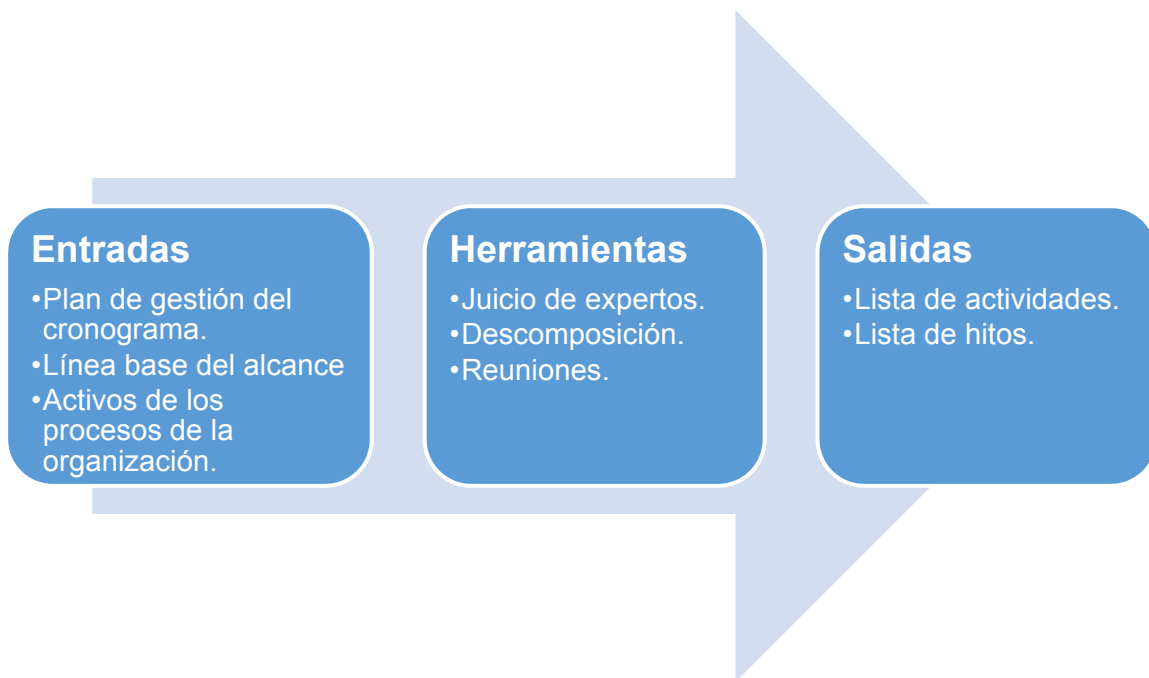 Entradas
•Plan de gestión del
cronograma.
•Línea base del alcance
•Activos de los
procesos de la
organización.
Herramientas
•Juicio de expertos.
•Descomposición.
•Reuniones.
Salidas
•Lista de actividades.
•Lista de hitos.